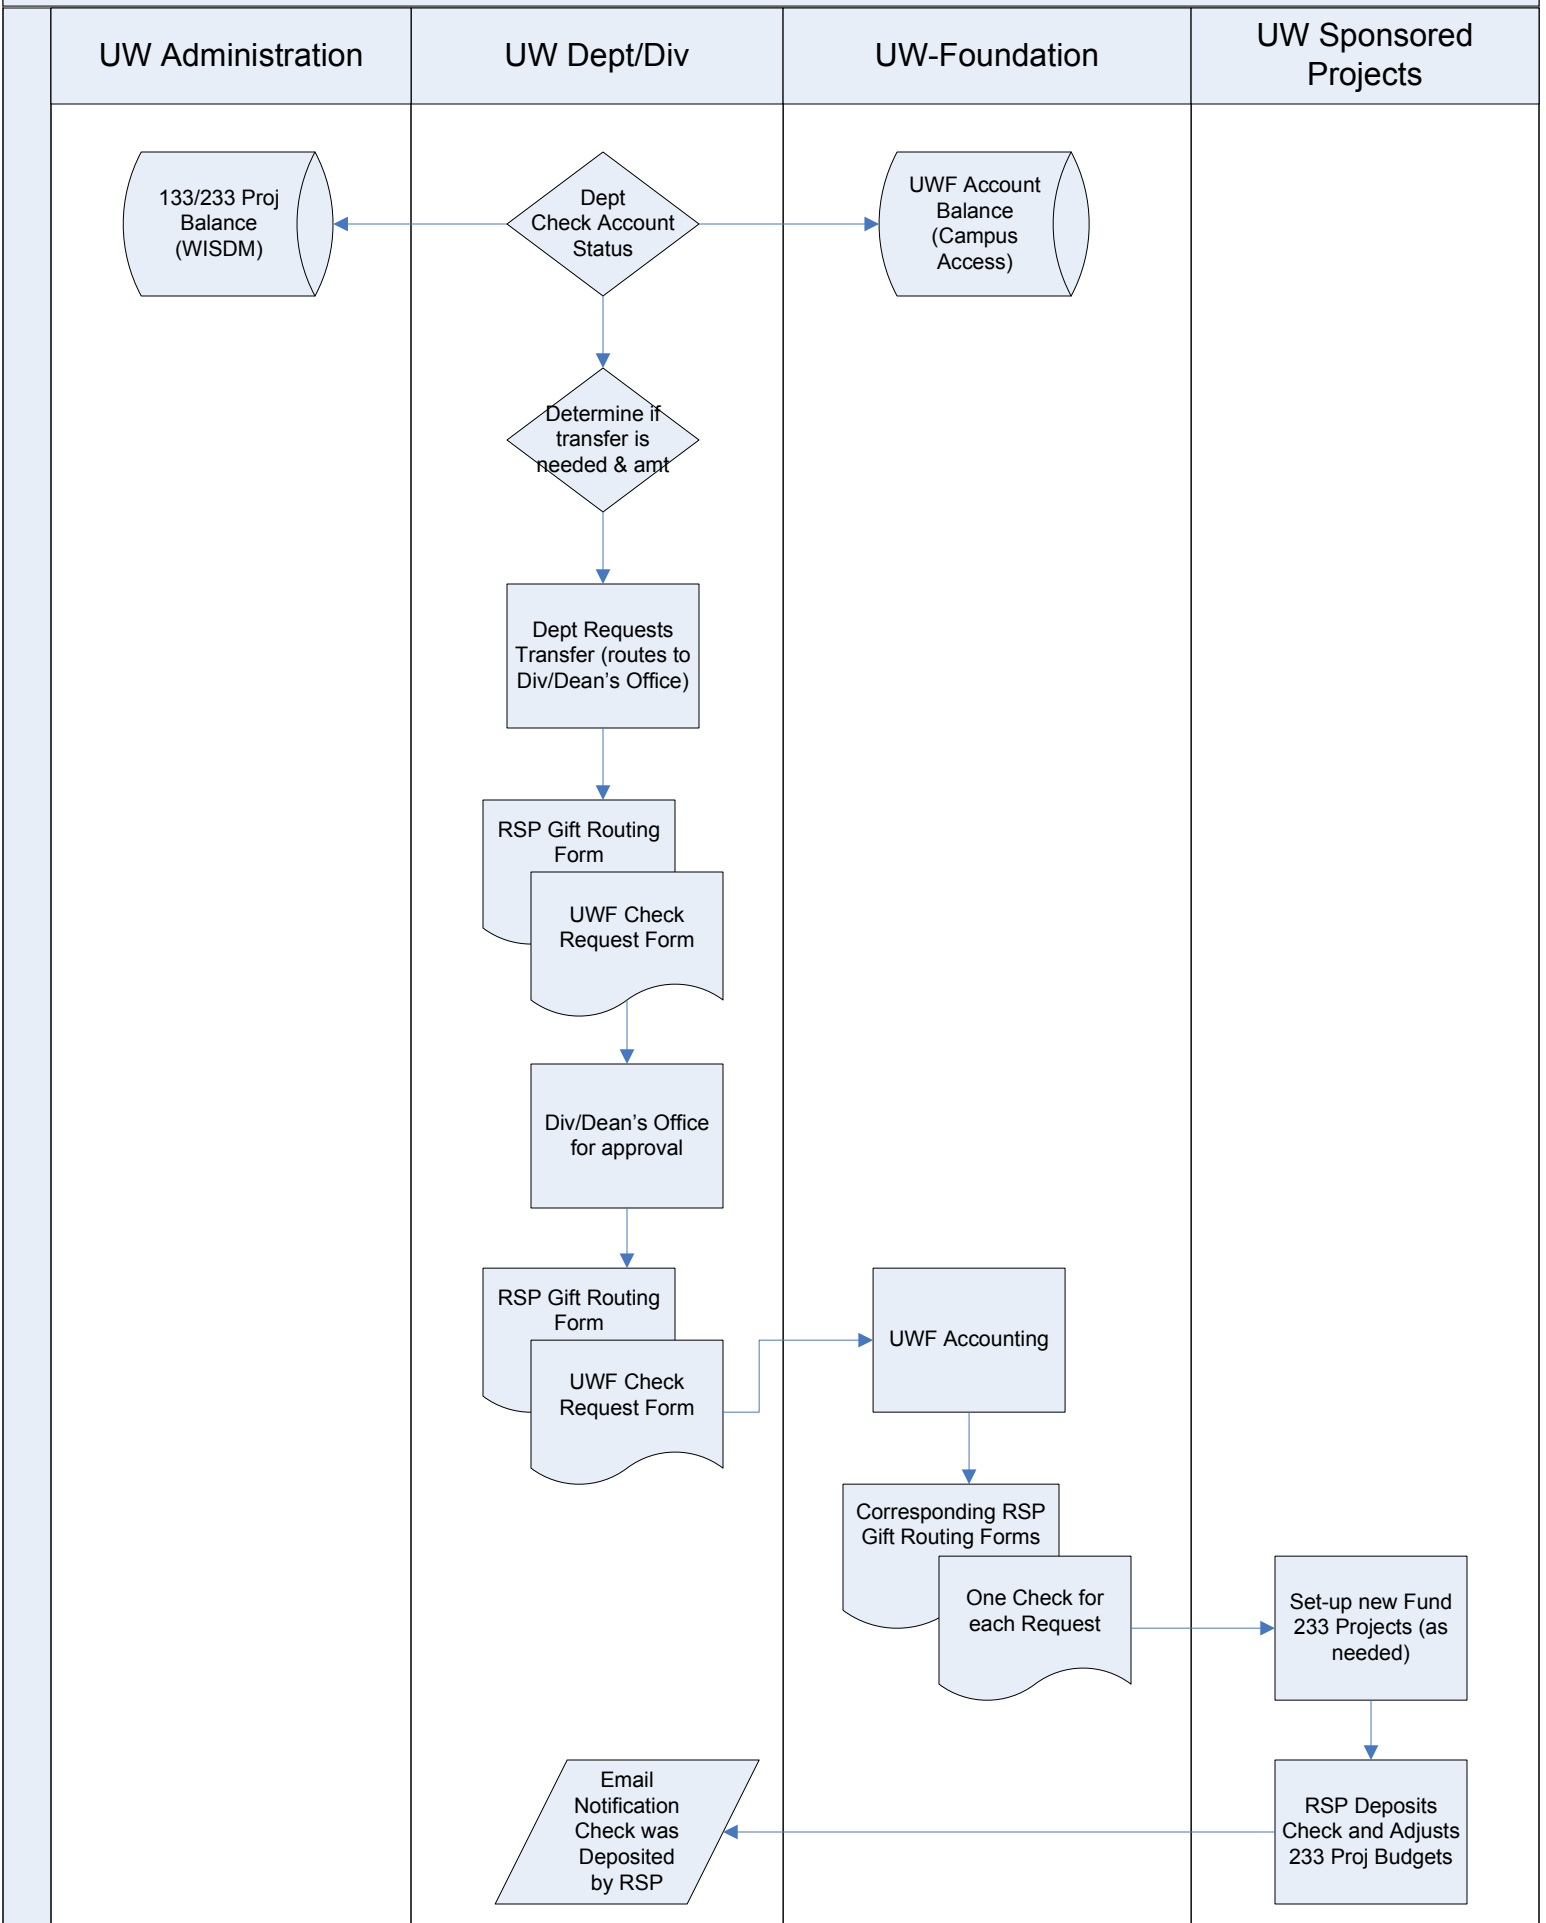 UW Administration
UW Dept/Div
UW-Foundation
UW Sponsored
Projects
133/233 Proj
Balance
(WISDM)
Dept
Check Account
Status
UWF Account
Balance
(Campus
Access)
Determine if
transfer is
needed & amt
Dept Requests
Transfer (routes to
Div/Dean’s Office)
RSP Gift Routing
Form
UWF Check
Request Form
Div/Dean’s Office
for approval
RSP Gift Routing
Form
UWF Check
Request Form
UWF Accounting
Corresponding RSP
Gift Routing Forms
One Check for
each Request
Set-up new Fund
233 Projects (as
needed)
RSP Deposits
Check and Adjusts
233 Proj Budgets
Email
Notification
Check was
Deposited
by RSP